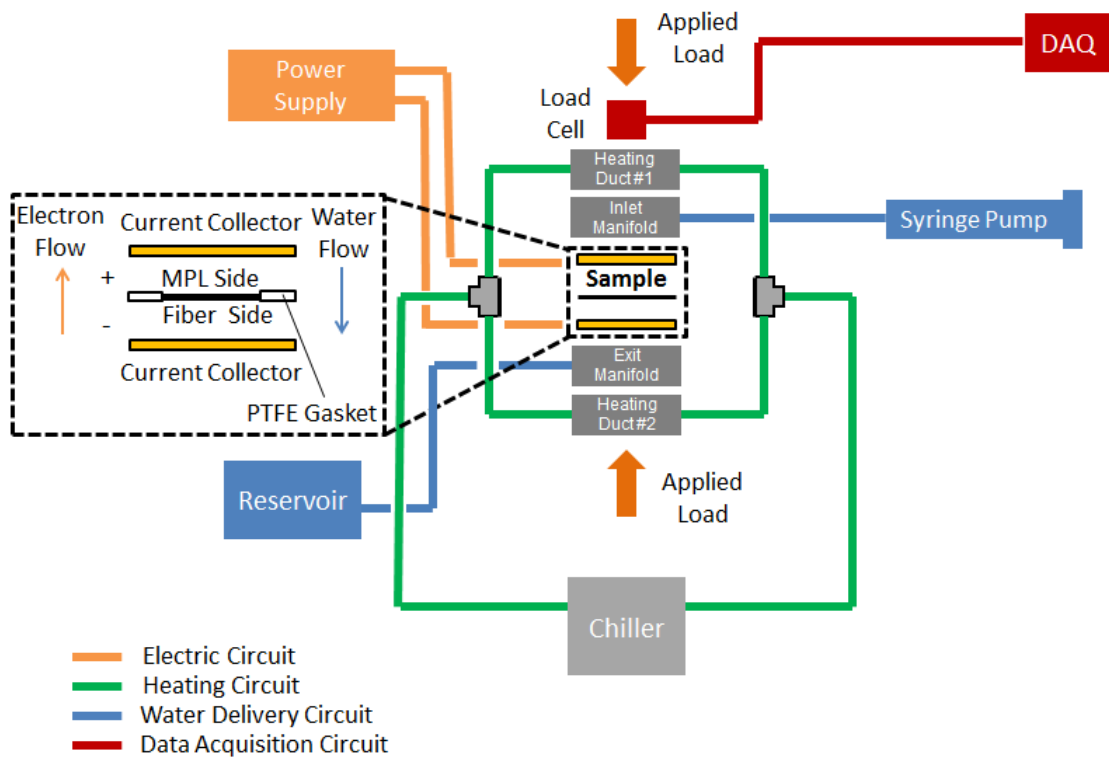 Applied
Load
DAQ
Power
Supply
Load
Cell
Heating
Duct#1
Inlet
Manifold
Syringe Pump
Electron
Flow
Current Collector
Water
Flow
+
MPL Side
-
Fiber Side
Current Collector
PTFE Gasket
Sample
Exit
Manifold
Heating
Duct#2
Reservoir
Applied
Load
Chiller
Electric Circuit
Heating Circuit
Water Delivery Circuit
Data Acquisition Circuit